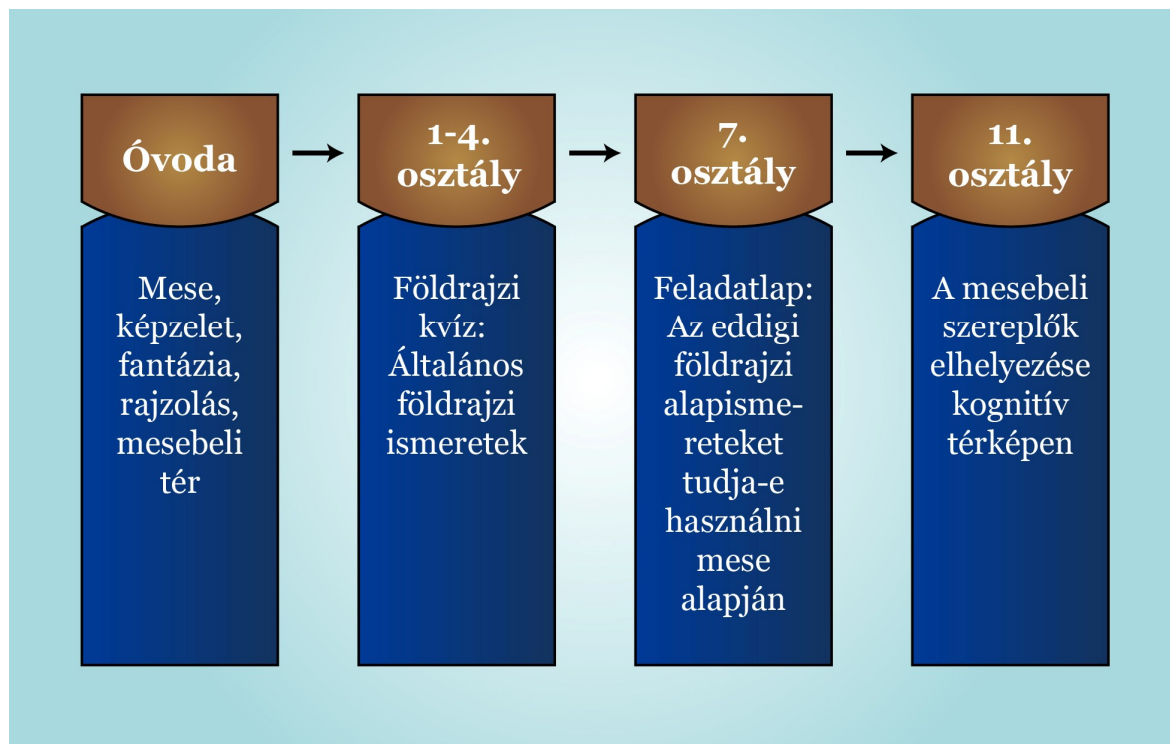 Óvoda
Mese,
képzelet,
fantázia,
rajzolás,
mesebeli
tér
1-4.
osztály
Földrajzi
kvíz:
Általános
földrajzi
ismeretek
7.
osztály
Feladatlap:
Az eddigi
földrajzi
alapisme-
reteket
tudja-e
használni
mese
alapján
11.
osztály
A mesebeli
szereplők
elhelyezése
kognitív
térképen